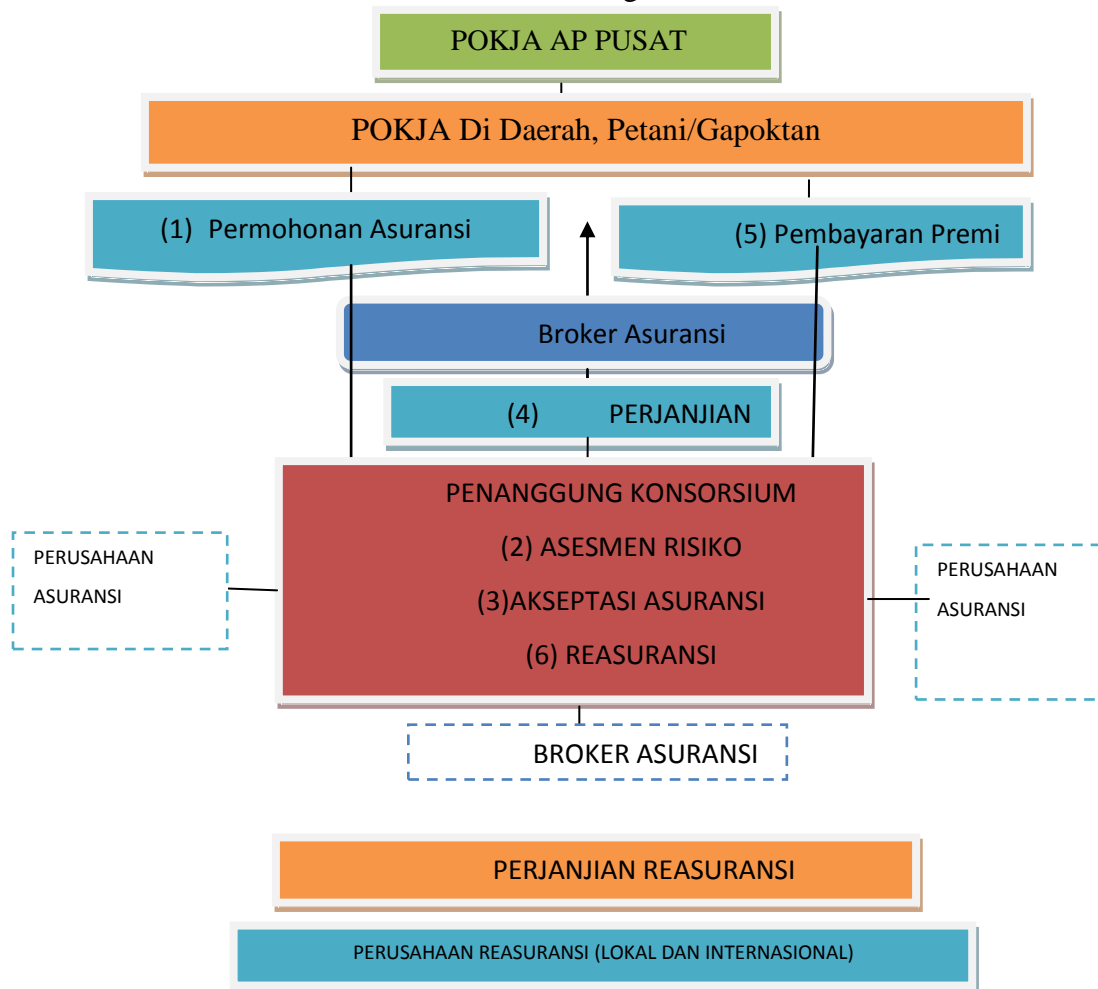 POKJA AP PUSAT
POKJA Di Daerah, Petani/Gapoktan
(1) Permohonan Asuransi
(5) Pembayaran Premi
Broker Asuransi
(4) PERJANJIAN
PENANGGUNG KONSORSIUM
(2) ASESMEN RISIKO
(3)AKSEPTASI ASURANSI
(6) REASURANSI
PERUSAHAAN
ASURANSI
PERUSAHAAN
ASURANSI
BROKER ASURANSI
PERJANJIAN REASURANSI
PERUSAHAAN REASURANSI (LOKAL DAN INTERNASIONAL)